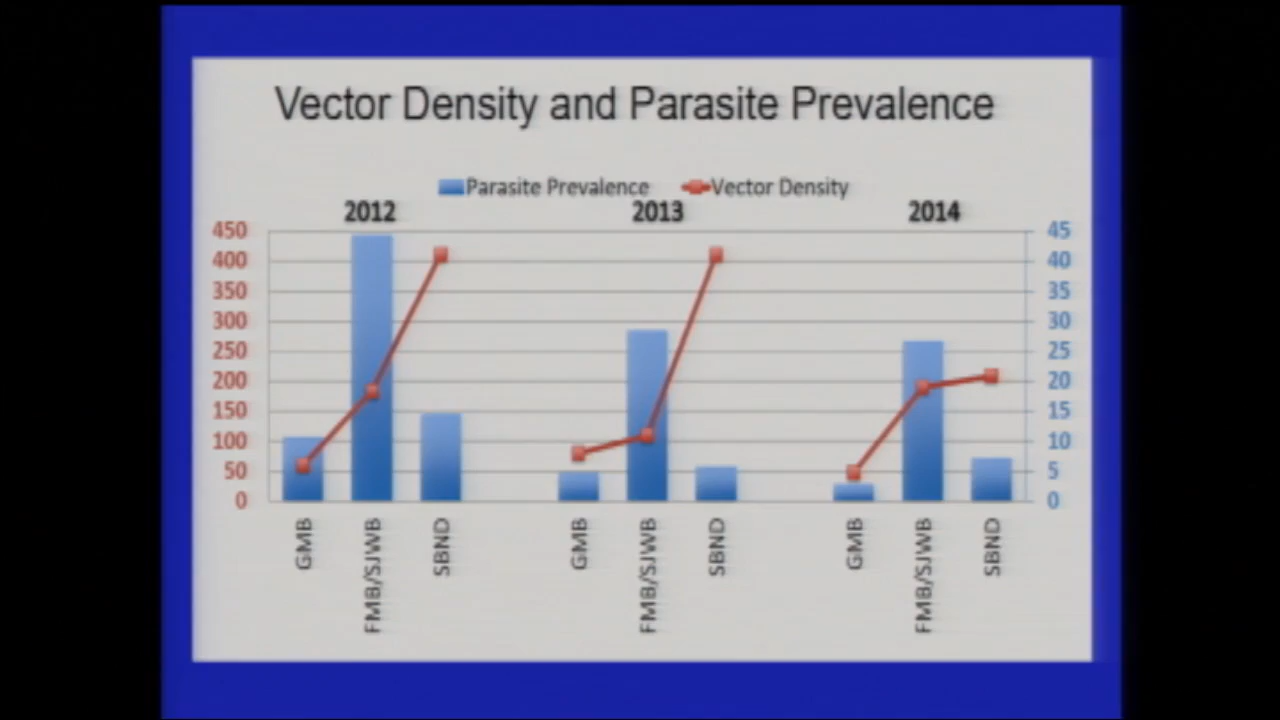 Vector Density and Parasite Prevalence
Parasite Prevalence Vector Density
2012 2013 2014
450 45
400 40
350 35
300 30
250 25
200 20
150 15
100 10
50 5
0 0
GMB FMB/SJWB SBND GMB FMB/SJWB SBND GMB FMB/SJWB SBND